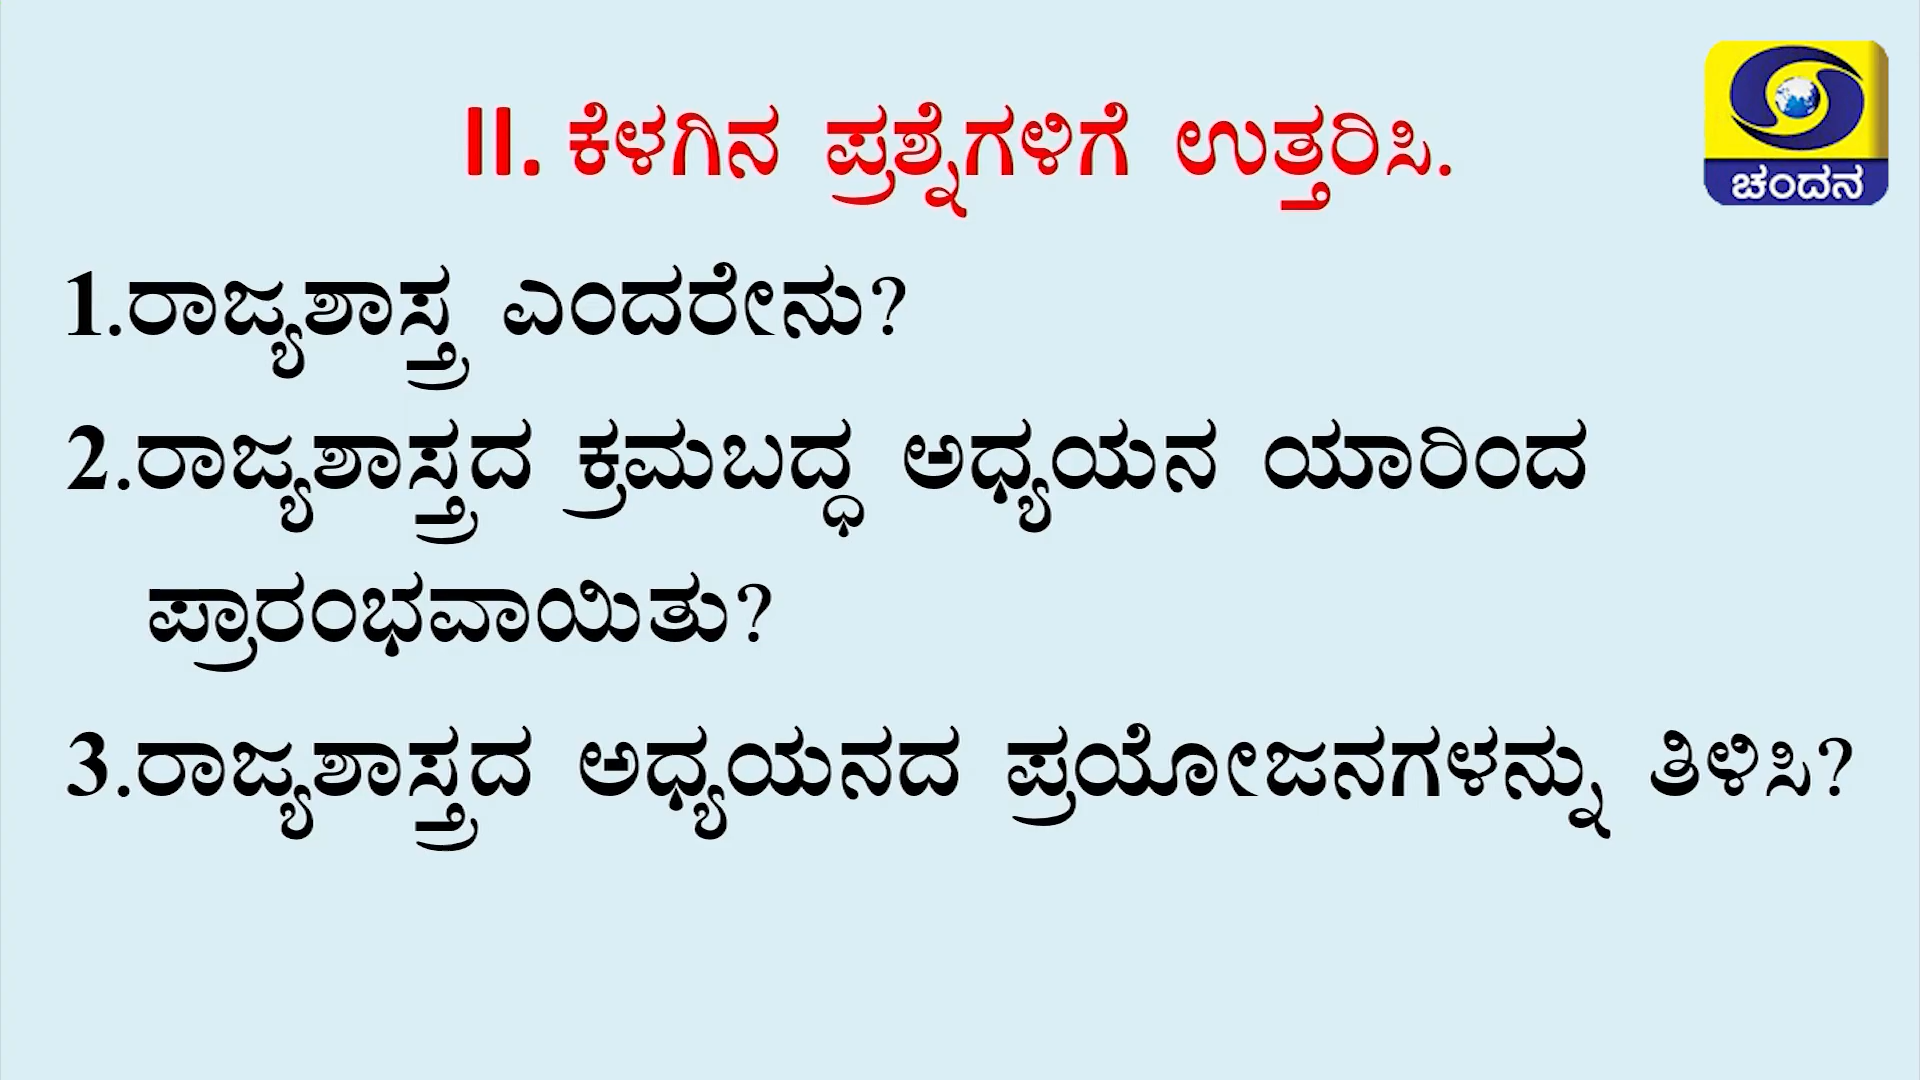 II. ಕೆಳಗಿನ ಪ್ರಶ್ನೆಗಳಿಗೆ ಉತ್ತರಿಸಿ.
ಚಂದನ
1.ರಾಜ್ಯಶಾಸ್ತ್ರ ಎಂದರೇನು?
2.ರಾಜ್ಯಶಾಸ್ತ್ರದ ಕ್ರಮಬದ್ಧ ಅಧ್ಯಯನ ಯಾರಿಂದ
ಪ್ರಾರಂಭವಾಯಿತು?
3.ರಾಜ್ಯಶಾಸ್ತ್ರದ ಅಧ್ಯಯನದ ಪ್ರಯೋಜನಗಳನ್ನು ತಿಳಿಸಿ?